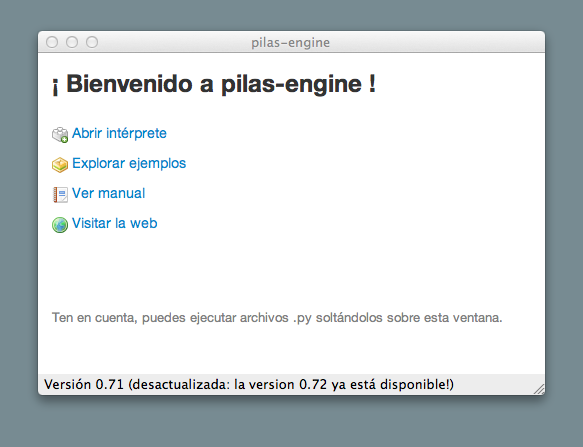 pilas-engine
¡ Bienvenido a pilas-engine !
Abrir intérprete
Explorar ejemplos
Ver manual
Visitar la web
Ten en cuenta, puedes ejecutar archivos .py soltándolos sobre esta ventana.
Versión 0.71 (desactualizada: la version 0.72 ya está disponible!)